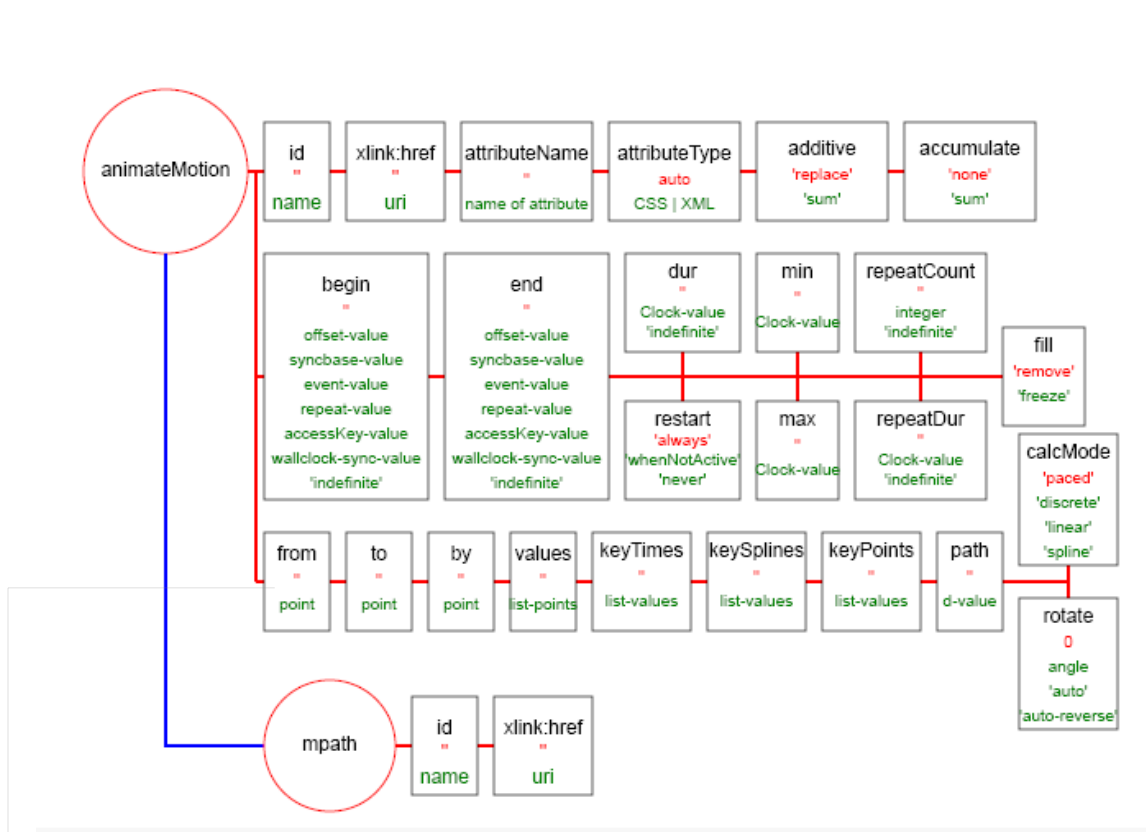 animateMotion
id
"
name
xlink:href
"
uri
attributeName
"
name of attribute
attributeType
auto
CSS | XML
additive
'replace'
'sum'
accumulate
'none'
'sum'
begin
"
offset-value
syncbase-value
event-value
repeat-value
accessKey-value
wallclock-sync-value
'indefinite'
end
"
offset-value
syncbase-value
event-value
repeat-value
accessKey-value
wallclock-sync-value
'indefinite'
dur
"
Clock-value
'indefinite'
min
"
Clock-value
repeatCount
"
integer
'indefinite'
fill
'remove'
'freeze'
restart
'always'
'whenNotActive'
'never'
max
"
Clock-value
repeatDur
"
Clock-value
'indefinite'
calcMode
'paced'
'discrete'
'linear'
'spline'
from
"
point
to
"
point
by
"
point
values
"
list-points
keyTimes
"
list-values
keySplines
"
list-values
keyPoints
"
list-values
path
"
d-value
rotate
0
angle
'auto'
'auto-reverse'
mpath
id
"
name
xlink:href
"
uri